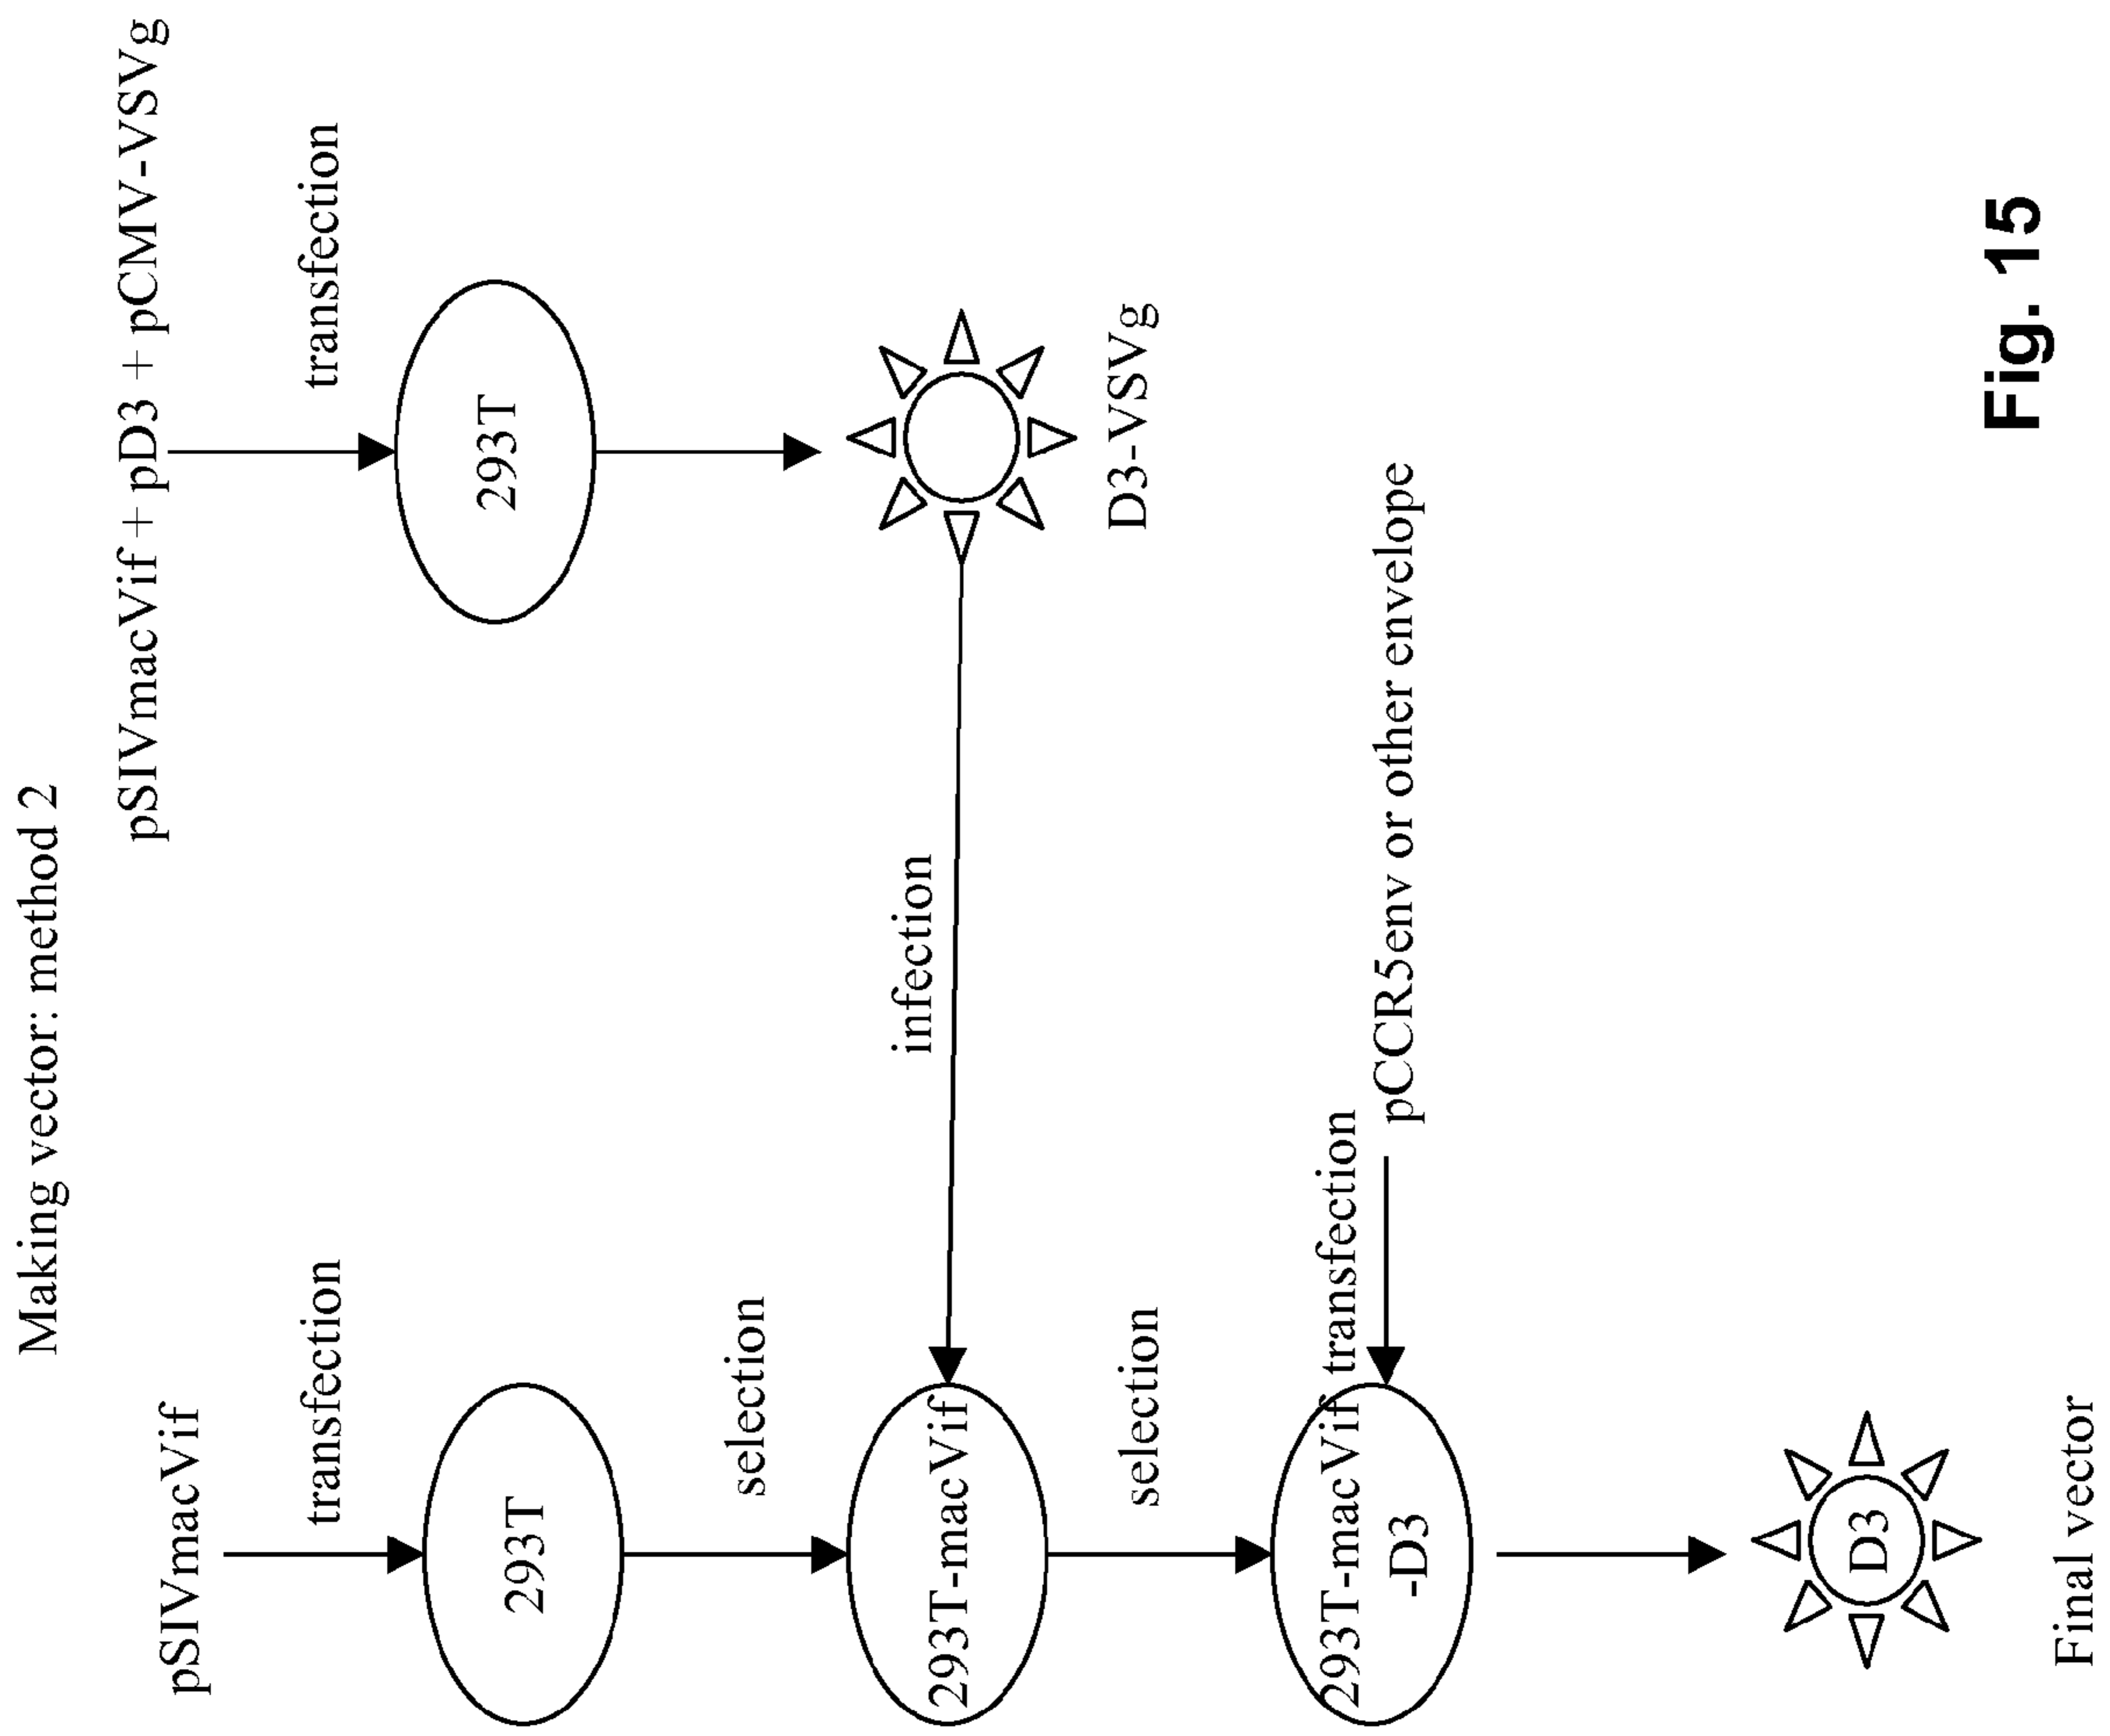 Making vector: method 2
pSIVmacVif
pSIVmacVif + pD3 + pCMV-VSVg
transfection
transfection
293T
293T
selection
infection
293T-macVif
D3-VSVg
selection
transfection
293T-macVif
-D3
pCCR5env or other envelope
D3
Final vector
Fig. 15